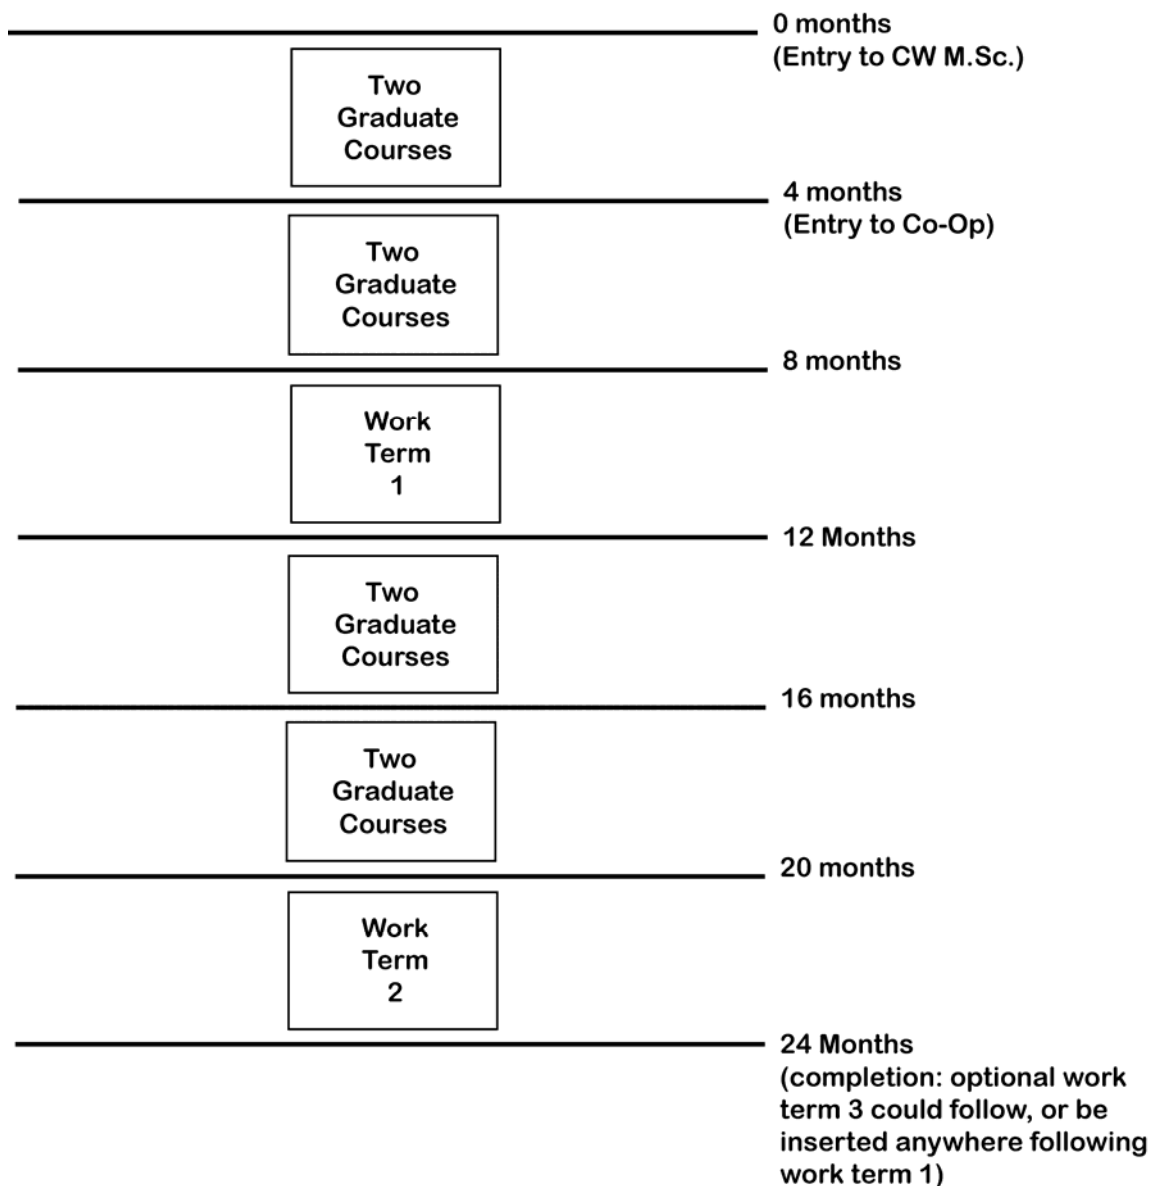 0 months
(Entry to CW M.Sc.)
Two
Graduate
Courses
4 months
(Entry to Co-Op)
Two
Graduate
Courses
8 months
Work
Term
1
12 Months
Two
Graduate
Courses
16 months
Two
Graduate
Courses
20 months
Work
Term
2
24 Months
(completion: optional work
term 3 could follow, or be
inserted anywhere following
work term 1)